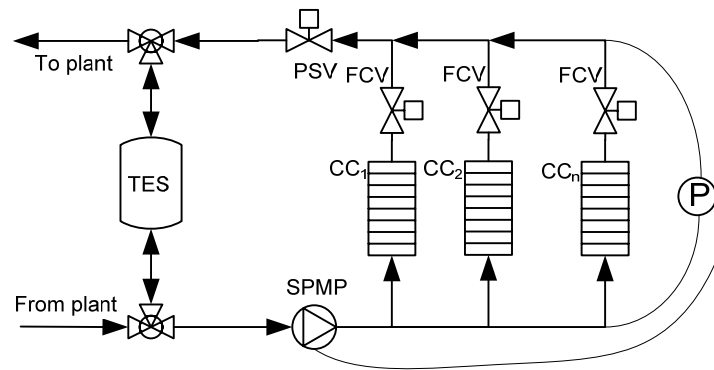 To plant
PSV
FCV
FCV
FCV
TES
CC₁
CC₂
CCₙ
P
From plant
SPMP